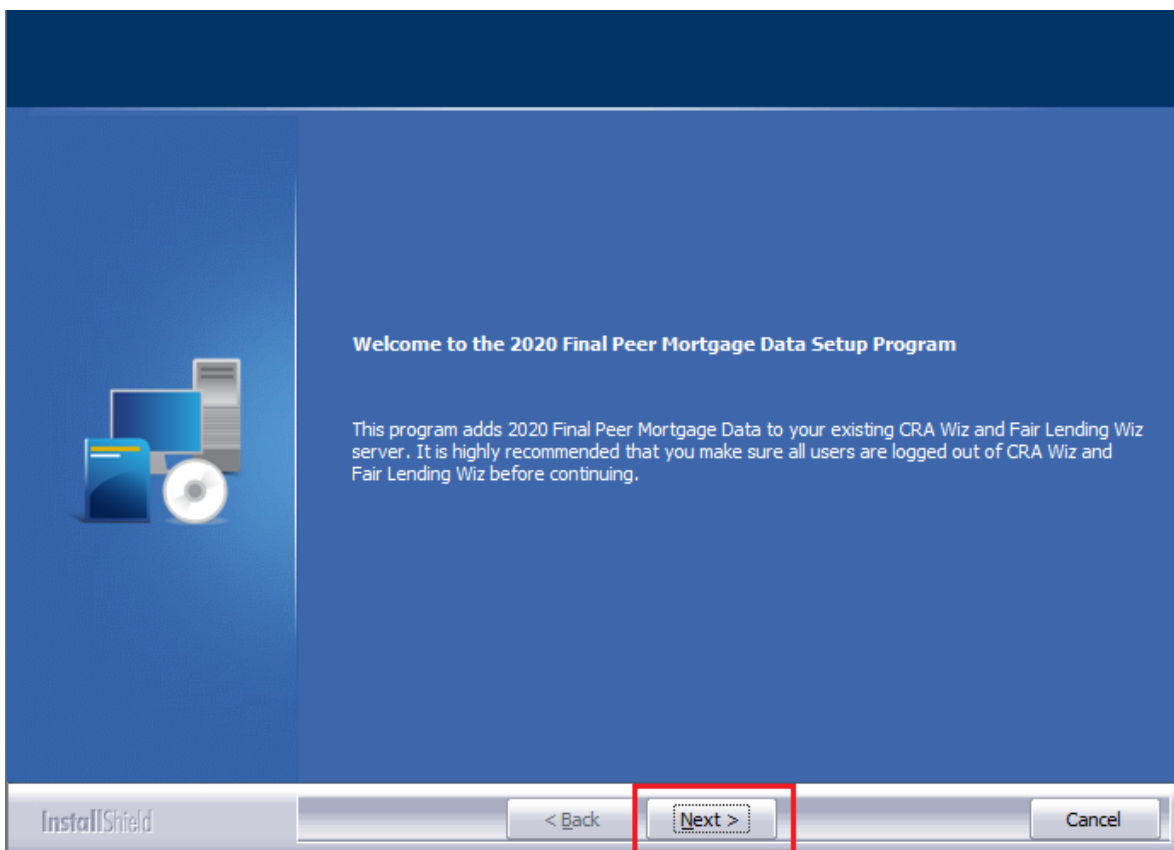 Welcome to the 2020 Final Peer Mortgage Data Setup Program
This program adds 2020 Final Peer Mortgage Data to your existing CRA Wiz and Fair Lending Wiz
server. It is highly recommended that you make sure all users are logged out of CRA Wiz and
Fair Lending Wiz before continuing.
InstallShield
< Back
Next >
Cancel